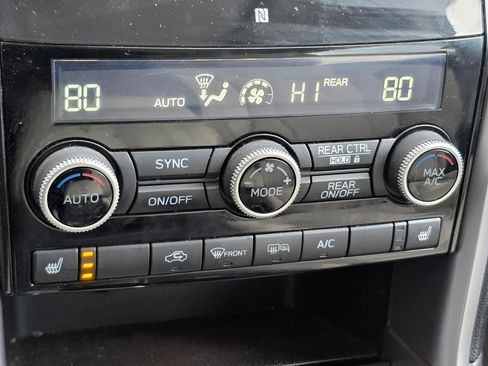 80 AUTO HI REAR 80
SYNC
REAR CTRL
HOLD
AUTO
MODE
MAX
A/C
ON/OFF
REAR
ON/OFF
FRONT
A/C